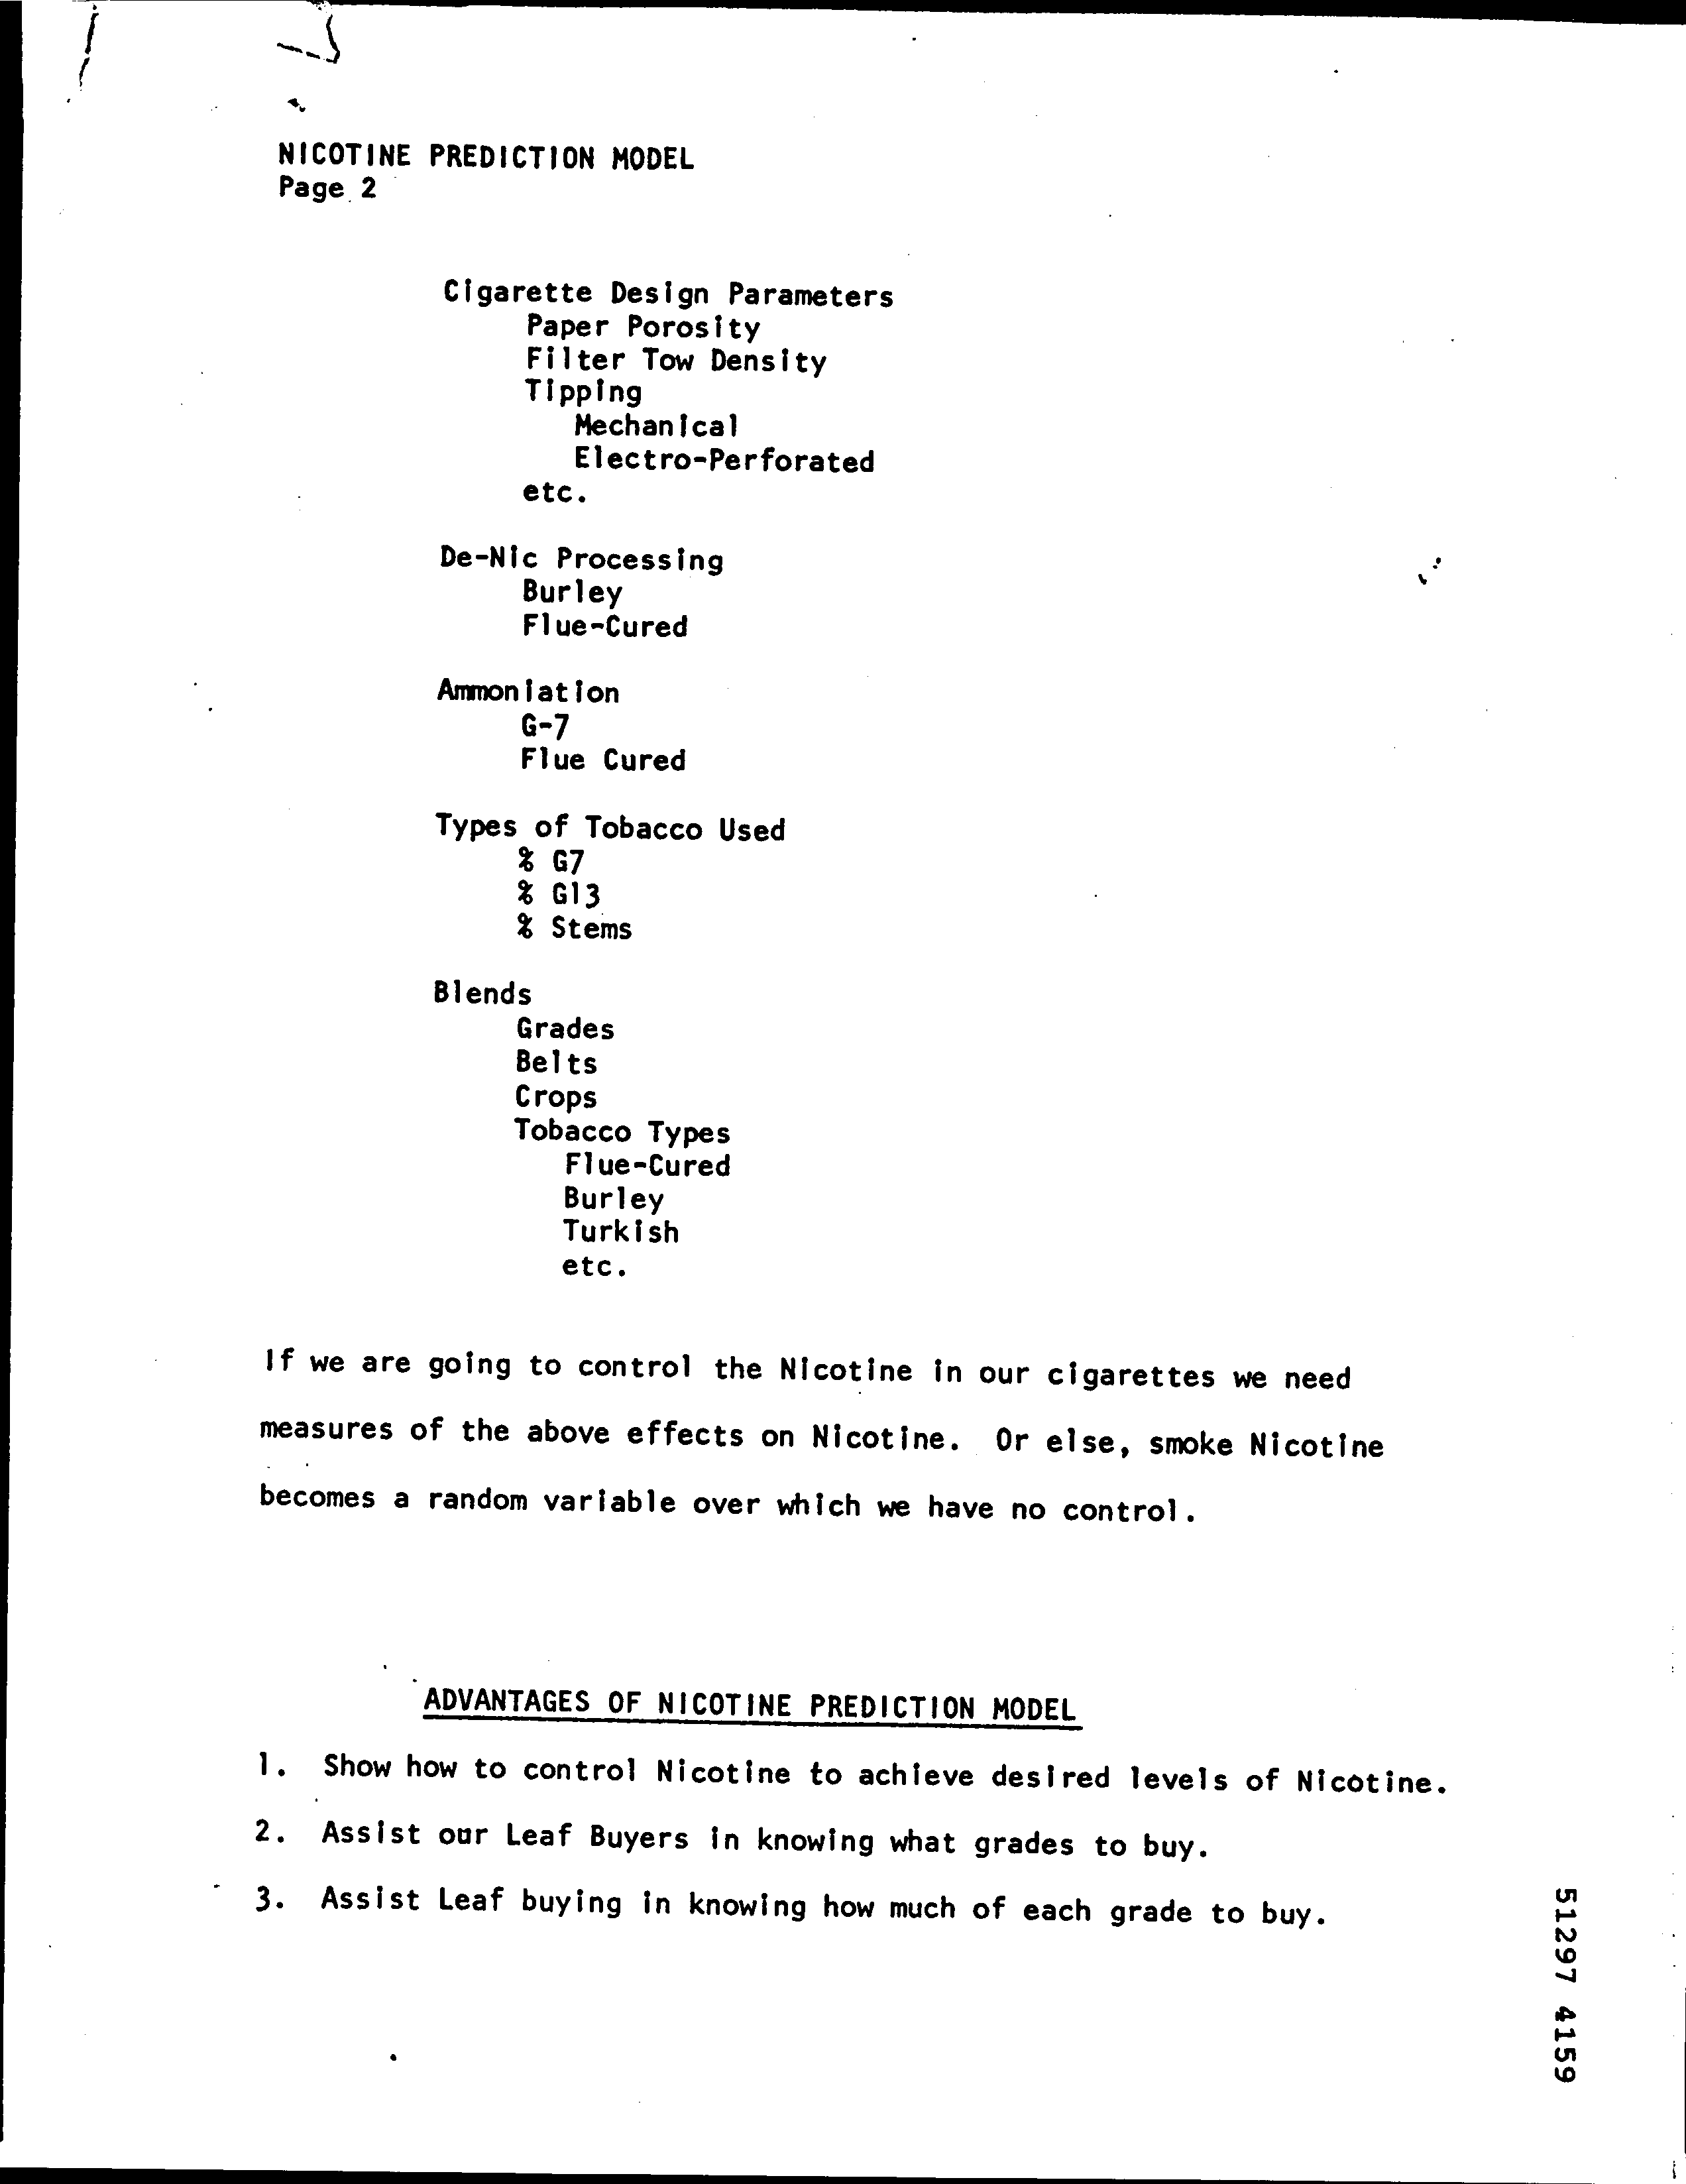 NICOTINE PREDICTION MODEL
Page 2
Cigarette Design Parameters
Paper Porosity
Filter Tow Density
Tipping
Mechanical
Electro-Perforated
etc.
De-Nic Processing
Burley
Flue-Cured
Ammoniation
G-7
Flue Cured
Types of Tobacco Used
% G7
% G13
% Stems
Blends
Grades
Belts
Crops
Tobacco Types
Flue-Cured
Burley
Turkish
etc.
If we are going to control the Nicotine in our cigarettes we need
measures of the above effects on Nicotine. Or else, smoke Nicotine
becomes a random variable over which we have no control.
ADVANTAGES OF NICOTINE PREDICTION MODEL
1. Show how to control Nicotine to achieve desired levels of Nicotine.
2. Assist our Leaf Buyers in knowing what grades to buy.
3. Assist Leaf buying in knowing how much of each grade to buy.
51297 4159